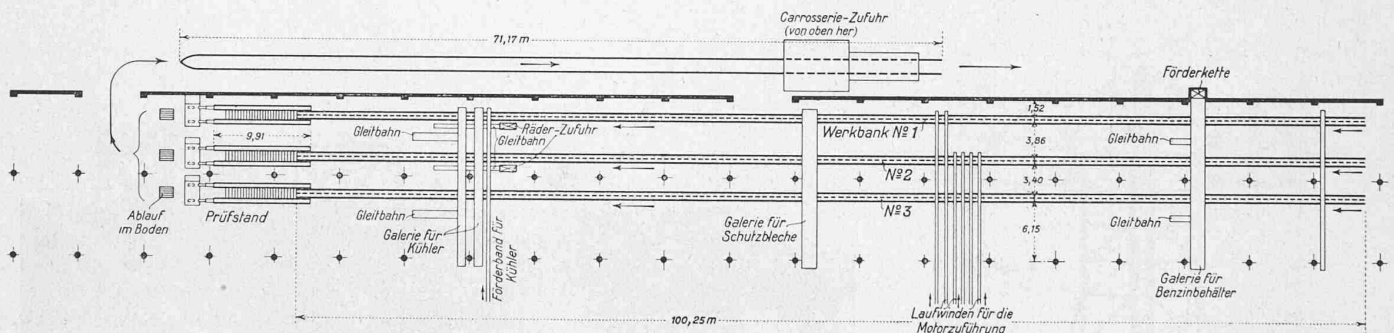 Carrosserie-Zufuhr
(von oben her)
71,17 m
Förderkette
1,52
9,91
Gleitbahn
Räder-Zufuhr
Gleitbahn
Werkbank Nº 1
3,86
Gleitbahn
Nº 2
3,40
Nº 3
Ablauf
im Boden
Prüfstand
Gleitbahn
Galerie für
Kühler
Förderband für
Kühler
Galerie für
Schutzbleche
Gleitbahn
6,15
Galerie für
Benzinbehälter
Laufwinden für die
Motorzuführung
100,25 m